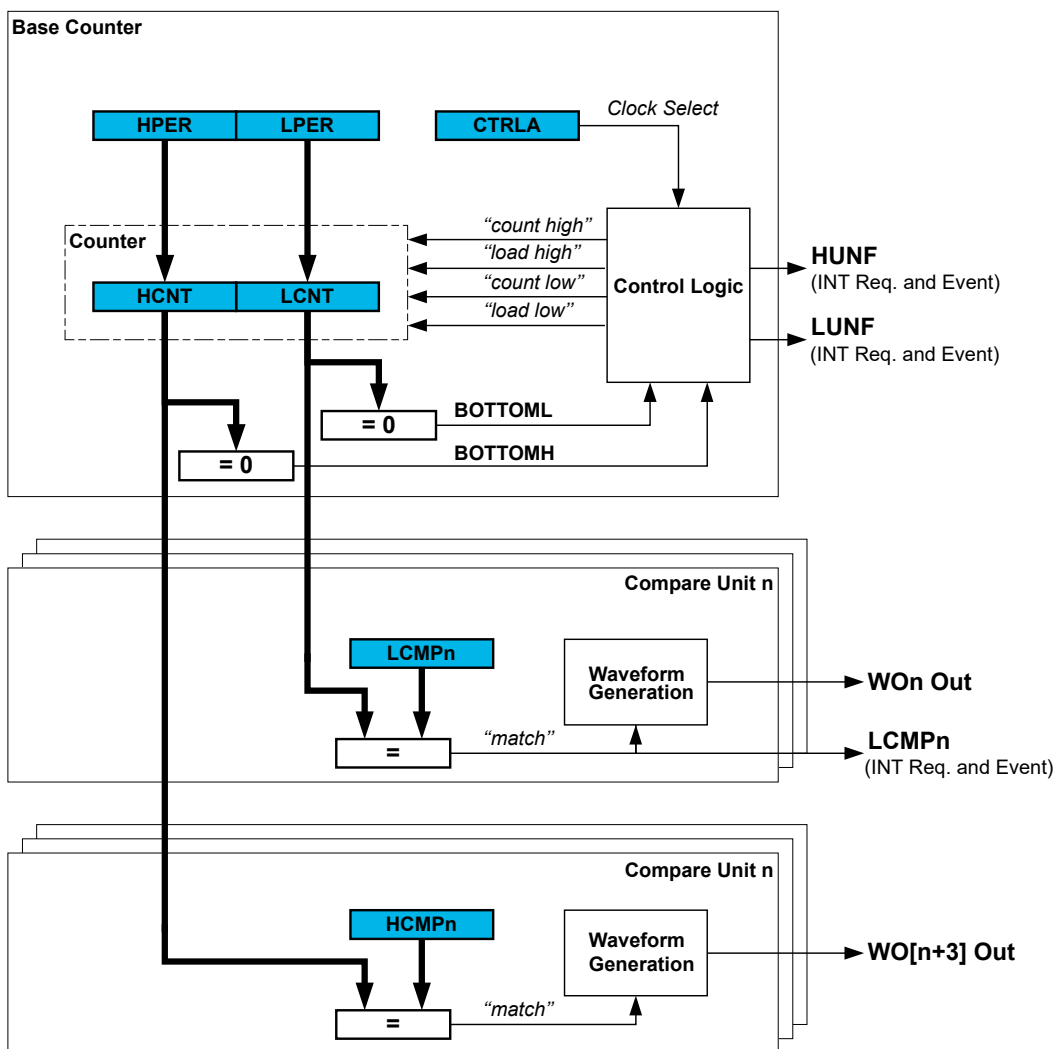 Base Counter
HPER
LPER
CTRLA
Clock Select
Counter
“count high”
“load high”
“count low”
“load low”
Control Logic
HUNF
(INT Req. and Event)
LUNF
(INT Req. and Event)
HCNT
LCNT
= 0
BOTTOML
= 0
BOTTOMH
Compare Unit n
LCMPn
Waveform
Generation
WOn Out
=
“match”
LCMPn
(INT Req. and Event)
Compare Unit n
HCMPn
Waveform
Generation
WO[n+3] Out
=
“match”